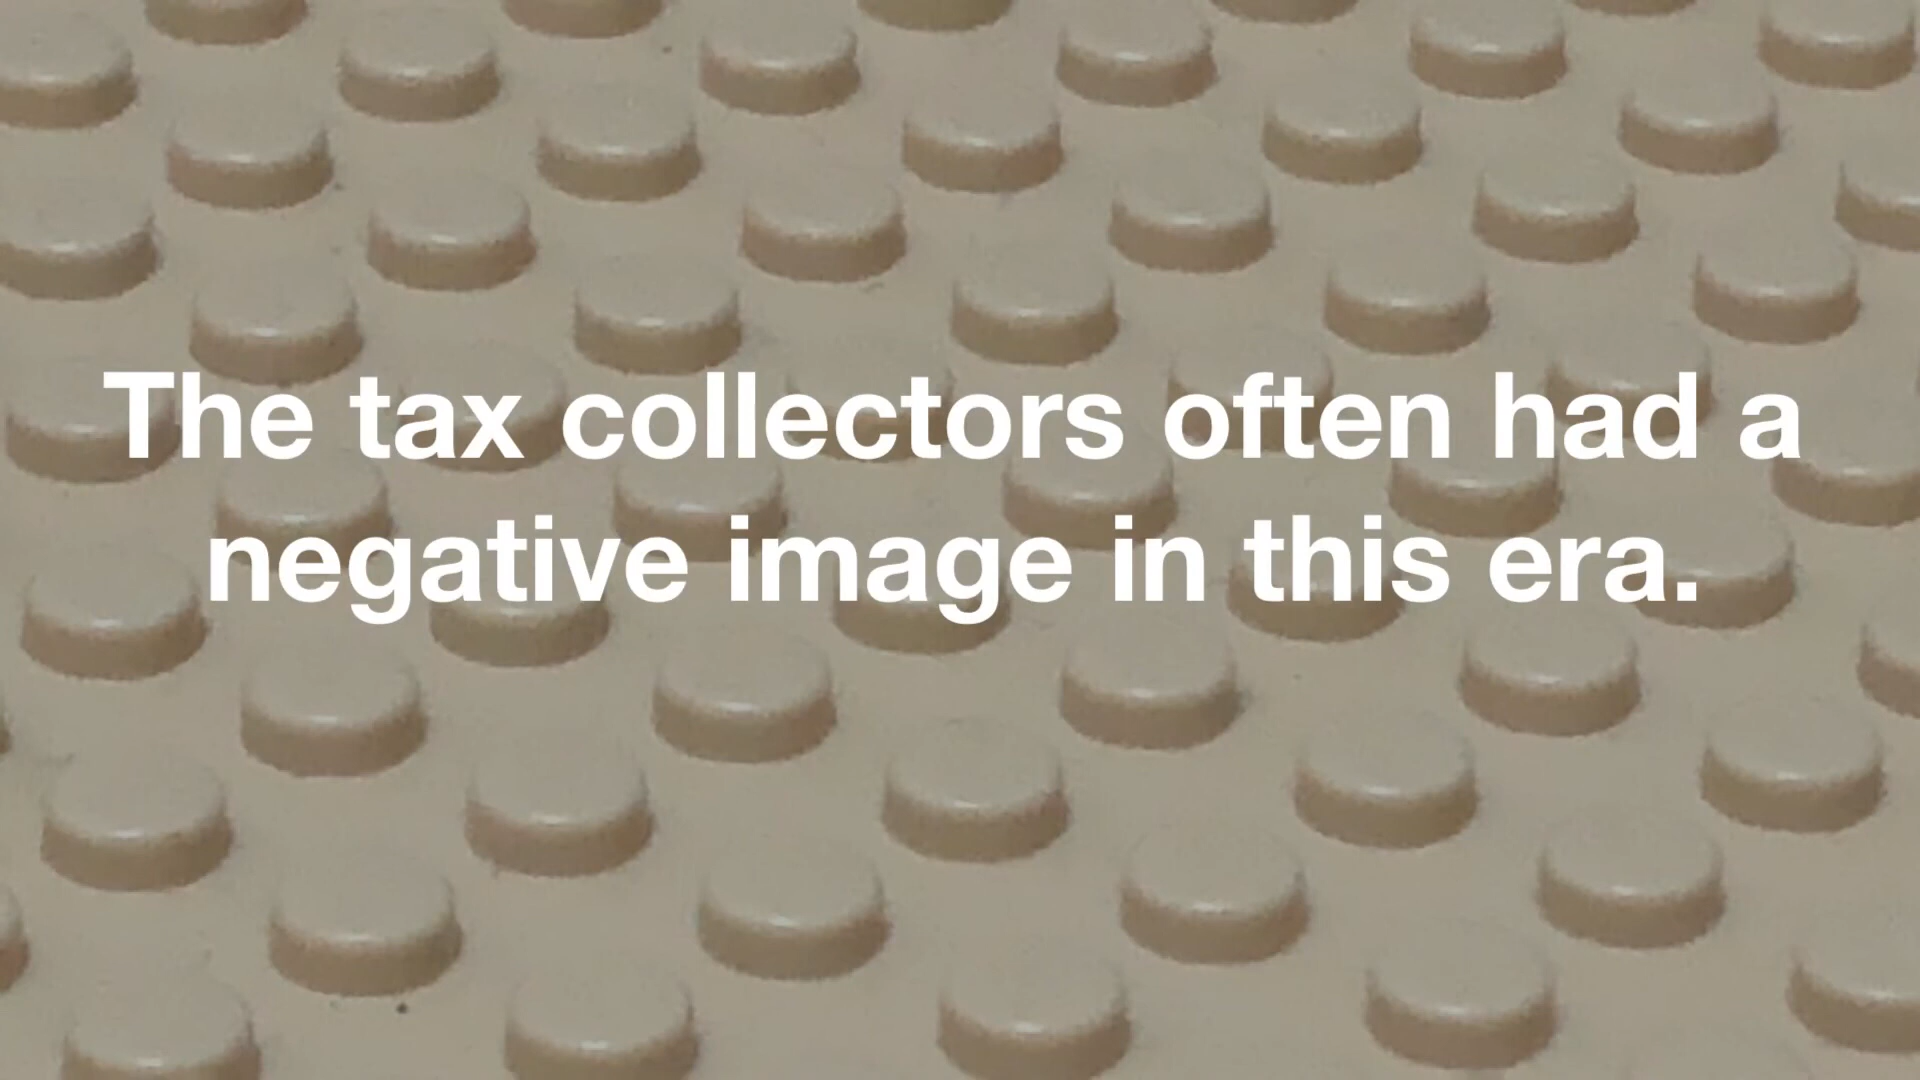 The tax collectors often had a
negative image in this era.